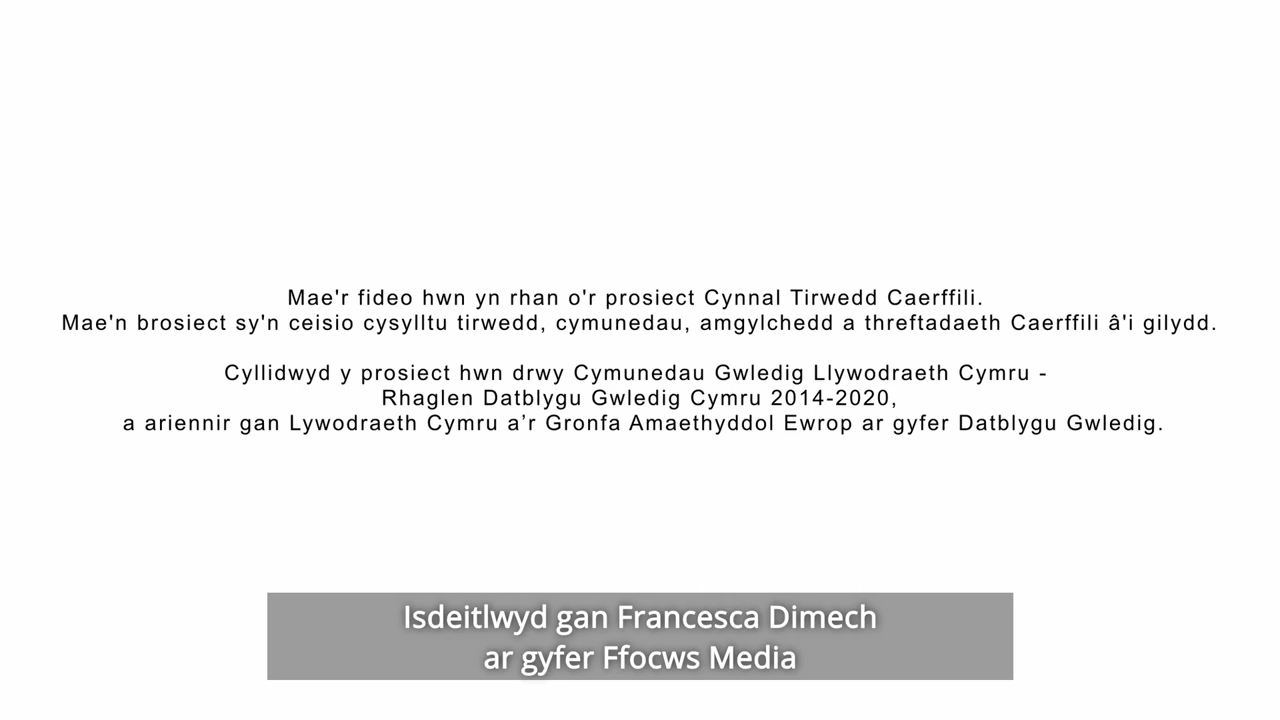 Mae'r fideo hwn yn rhan o'r prosiect Cynnal Tirwedd Caerffili.
Mae'n brosiect sy'n ceisio cysylltu tirwedd, cymunedau, amgylchedd a threftadaeth Caerffili â'i gilydd.
Cyllidwyd y prosiect hwn drwy Cymunedau Gwledig Llywodraeth Cymru -
Rhaglen Datblygu Gwledig Cymru 2014-2020,
a ariennir gan Lywodraeth Cymru a’r Gronfa Amaethyddol Ewrop ar gyfer Datblygu Gwledig.
Isdeitlwyd gan Francesca Dimech
ar gyfer Ffocws Media